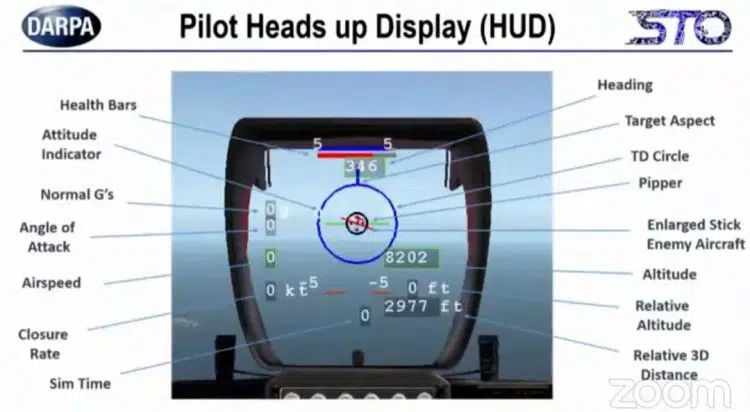 DARPA
Pilot Heads up Display (HUD)
STO
Health Bars
Attitude
Indicator
Normal G's
Angle of
Attack
Airspeed
Closure
Rate
Sim Time
5 5
346
0 g
0
0
8202
0 kt
-5 -5
0 ft
2977 ft
0
Heading
Target Aspect
TD Circle
Pipper
Enlarged Stick
Enemy Aircraft
Altitude
Relative
Altitude
Relative 3D
Distance
zoom